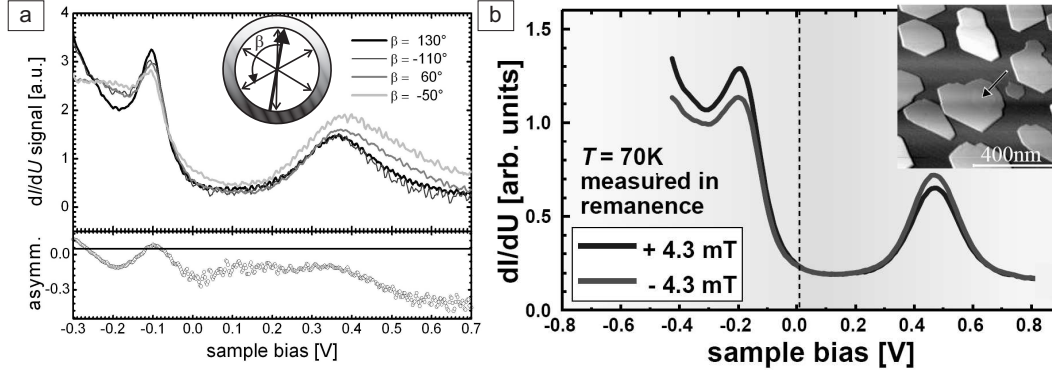 a
4
3
2
1
0
dI/dU signal [a.u.]
β
β = 130°
β = -110°
β = 60°
β = -50°
0.0
-0.3
asymm.
-0.3 -0.2 -0.1 0.0 0.1 0.2 0.3 0.4 0.5 0.6 0.7
sample bias [V]
b
1.5
1.0
0.5
0.0
dI/dU [arb. units]
T = 70K
measured in
remanence
+ 4.3 mT
- 4.3 mT
400nm
-0.8 -0.6 -0.4 -0.2 0.0 0.2 0.4 0.6 0.8
sample bias [V]